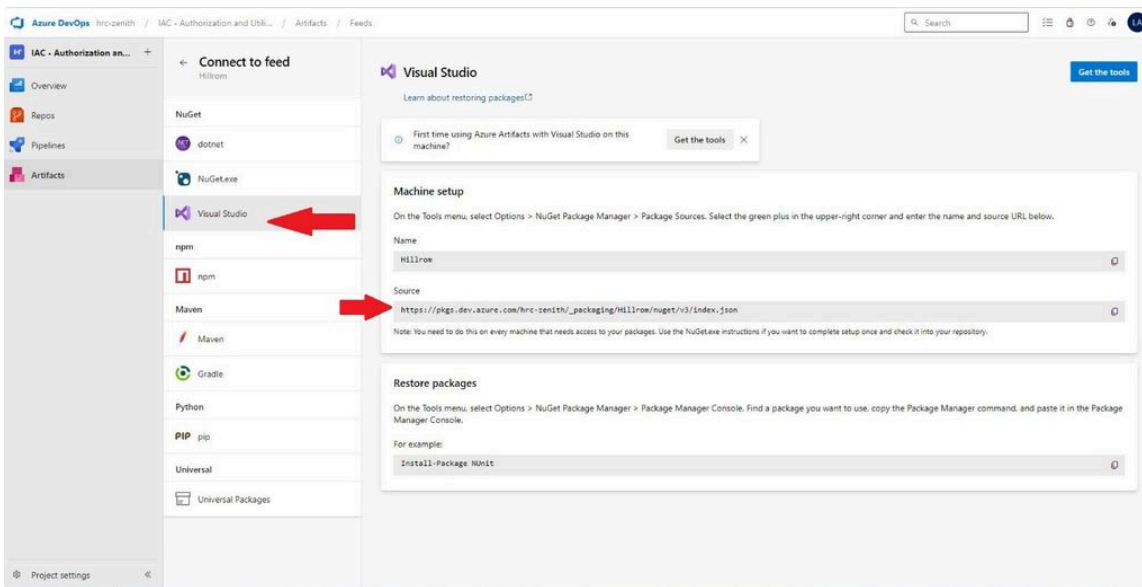 Azure DevOps hrc-zenith / IAC - Authorization and Utili... / Artifacts / Feeds
Search
LA
IAC - Authorization an... +
Overview
Repos
Pipelines
Artifacts
Project settings
Connect to feed
Hillrom
NuGet
dotnet
NuGet.exe
Visual Studio
npm
npm
Maven
Maven
Gradle
Python
PIP pip
Universal
Universal Packages
Visual Studio
Get the tools
Learn about restoring packages
First time using Azure Artifacts with Visual Studio on this
machine?
Get the tools
Machine setup
On the Tools menu, select Options > NuGet Package Manager > Package Sources. Select the green plus in the upper-right corner and enter the name and source URL below.
Name
Hillrom
Source
https://pkgs.dev.azure.com/hrc-zenith/_packaging/Hillrom/nuget/v3/index.json
Note: You need to do this on every machine that needs access to your packages. Use the NuGet.exe instructions if you want to complete setup once and check it into your repository.
Restore packages
On the Tools menu, select Options > NuGet Package Manager > Package Manager Console. Find a package you want to use, copy the Package Manager command, and paste it in the Package
Manager Console.
For example:
Install-Package NUnit